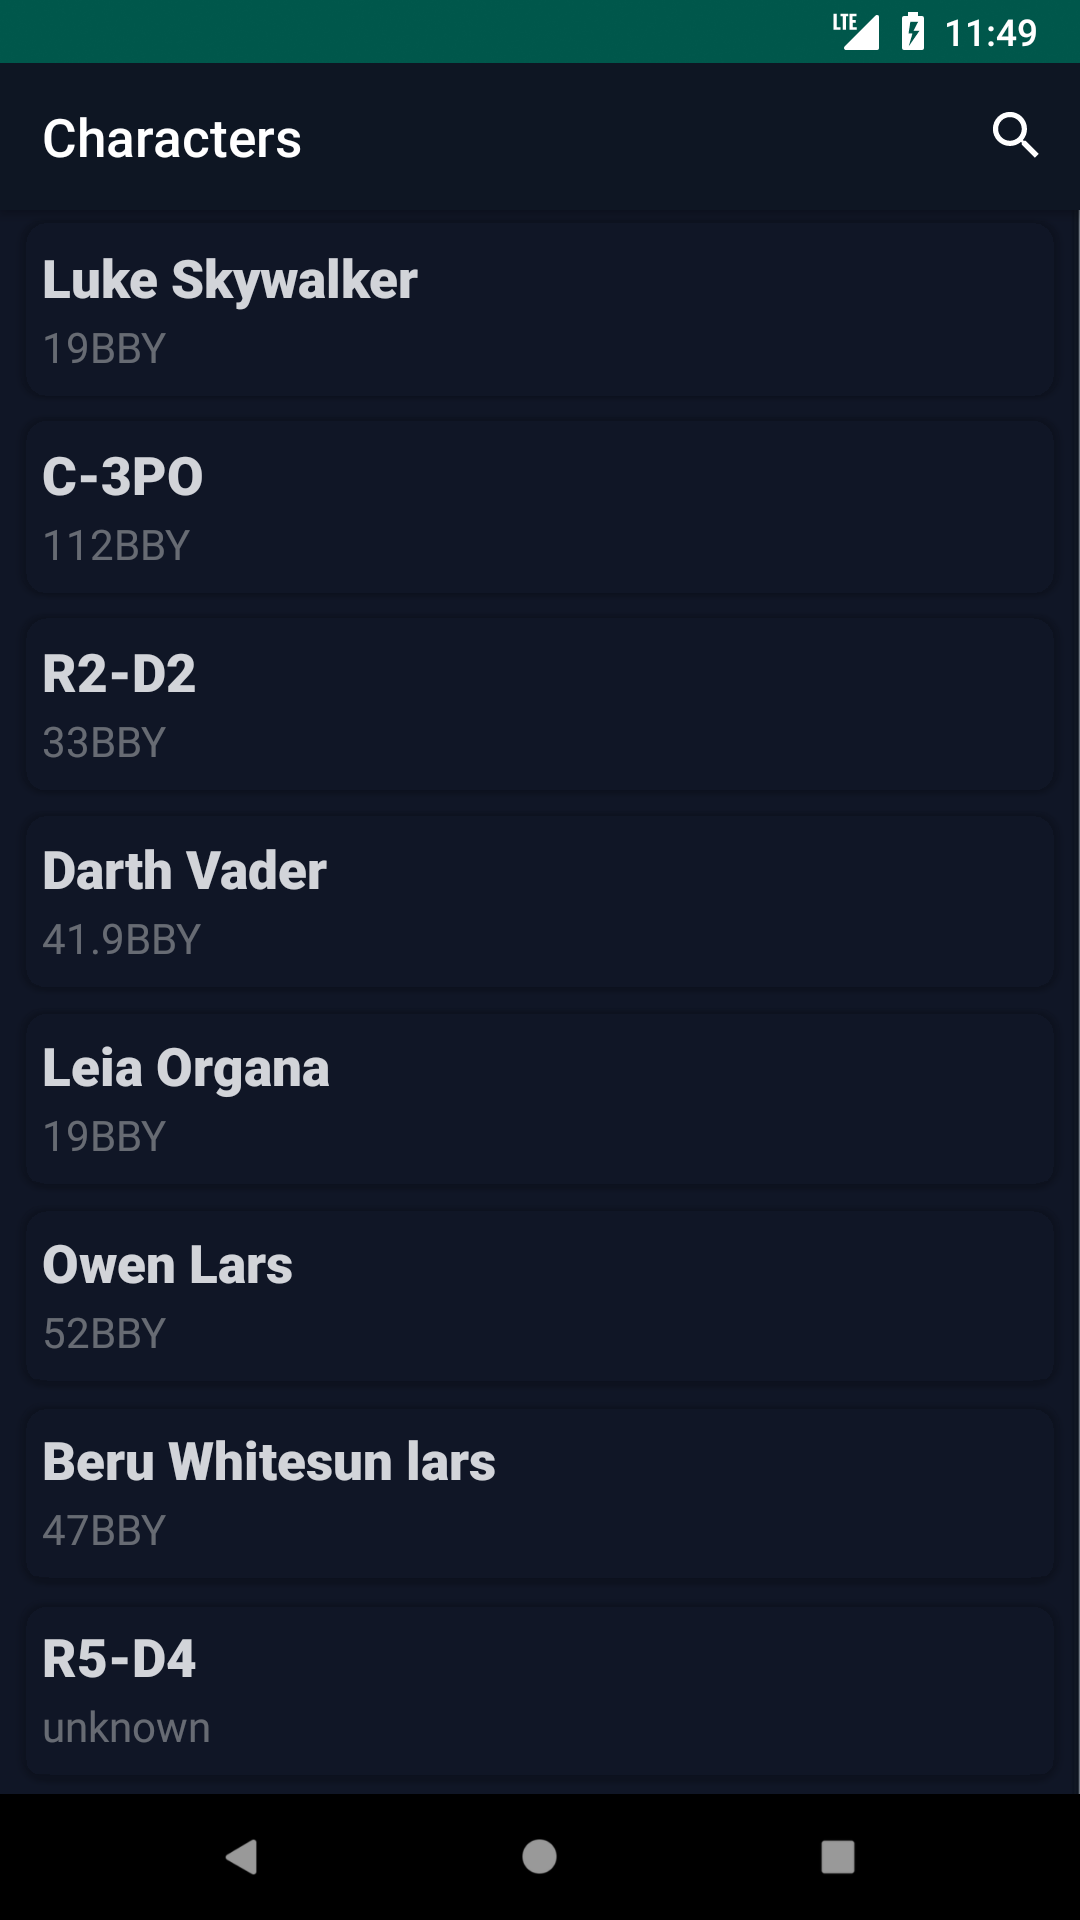 LTE 11:49
Characters
Luke Skywalker
19BBY
C-3PO
112BBY
R2-D2
33BBY
Darth Vader
41.9BBY
Leia Organa
19BBY
Owen Lars
52BBY
Beru Whitesun lars
47BBY
R5-D4
unknown